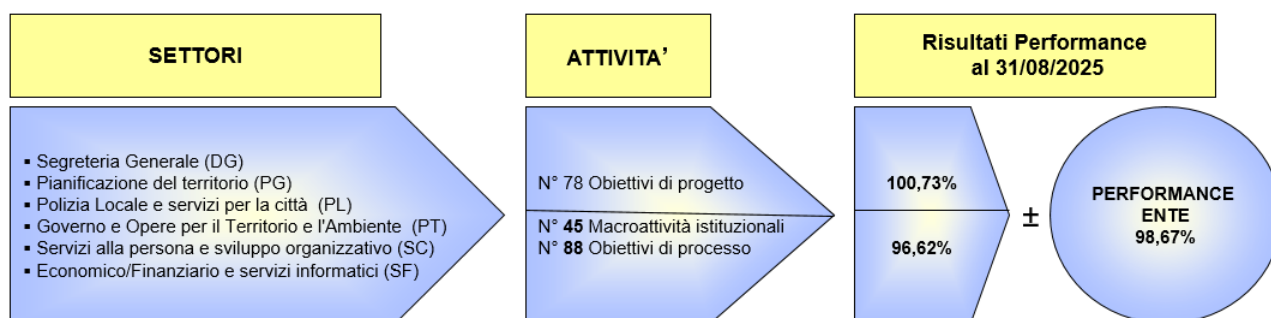 SETTORI
▪ Segreteria Generale (DG)
▪ Pianificazione del territorio (PG)
▪ Polizia Locale e servizi per la città (PL)
▪ Governo e Opere per il Territorio e l'Ambiente (PT)
▪ Servizi alla persona e sviluppo organizzativo (SC)
▪ Economico/Finanziario e servizi informatici (SF)
ATTIVITA’
N° 78 Obiettivi di progetto
N° 45 Macroattività istituzionali
N° 88 Obiettivi di processo
Risultati Performance
al 31/08/2025
100,73%
96,62%
±
PERFORMANCE
ENTE
98,67%